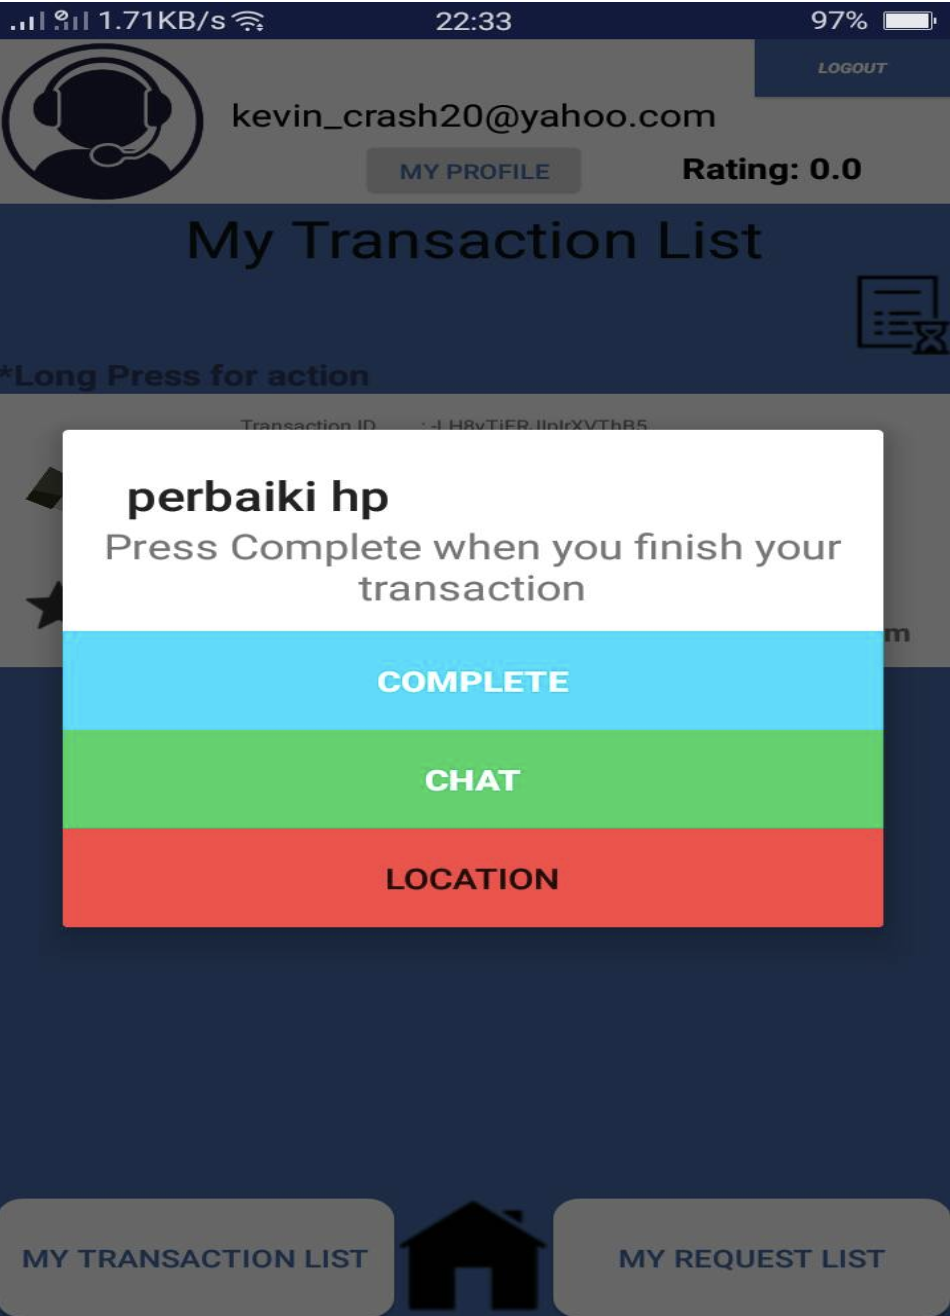 1.71KB/s 22:33 97%
LOGOUT
kevin_crash20@yahoo.com
MY PROFILE Rating: 0.0
My Transaction List
*Long Press for action
Transaction ID :
perbaiki hp
Press Complete when you finish your
transaction
m
COMPLETE
CHAT
LOCATION
MY TRANSACTION LIST MY REQUEST LIST